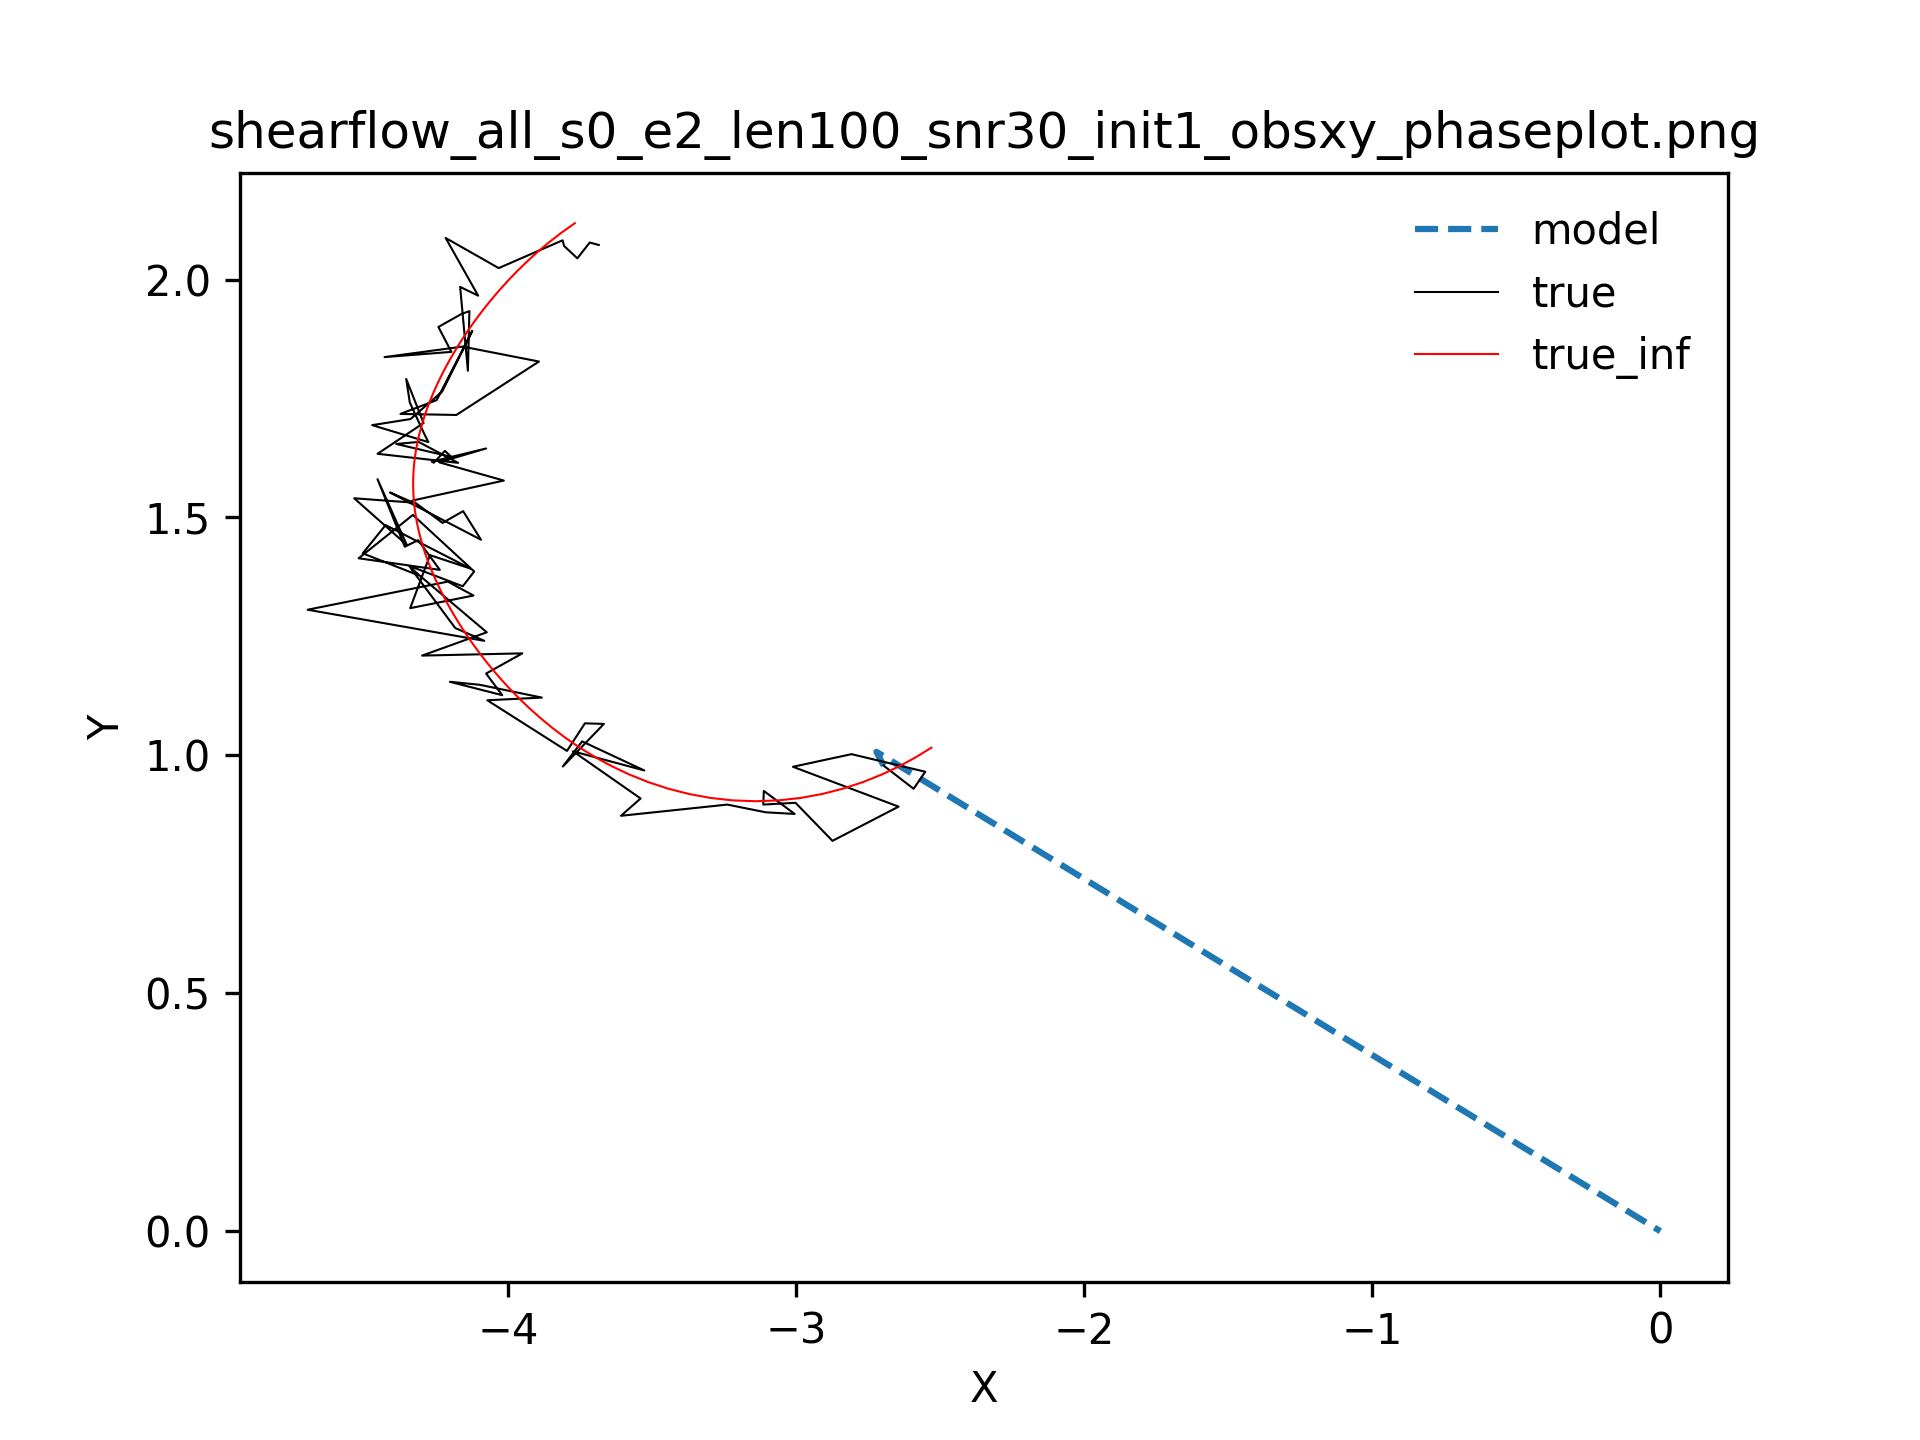 shearflow_all_s0_e2_len100_snr30_init1_obsxy_phaseplot.png
model
true
true_inf
2.0
1.5
1.0
0.5
0.0
Y
−4
−3
−2
−1
0
X